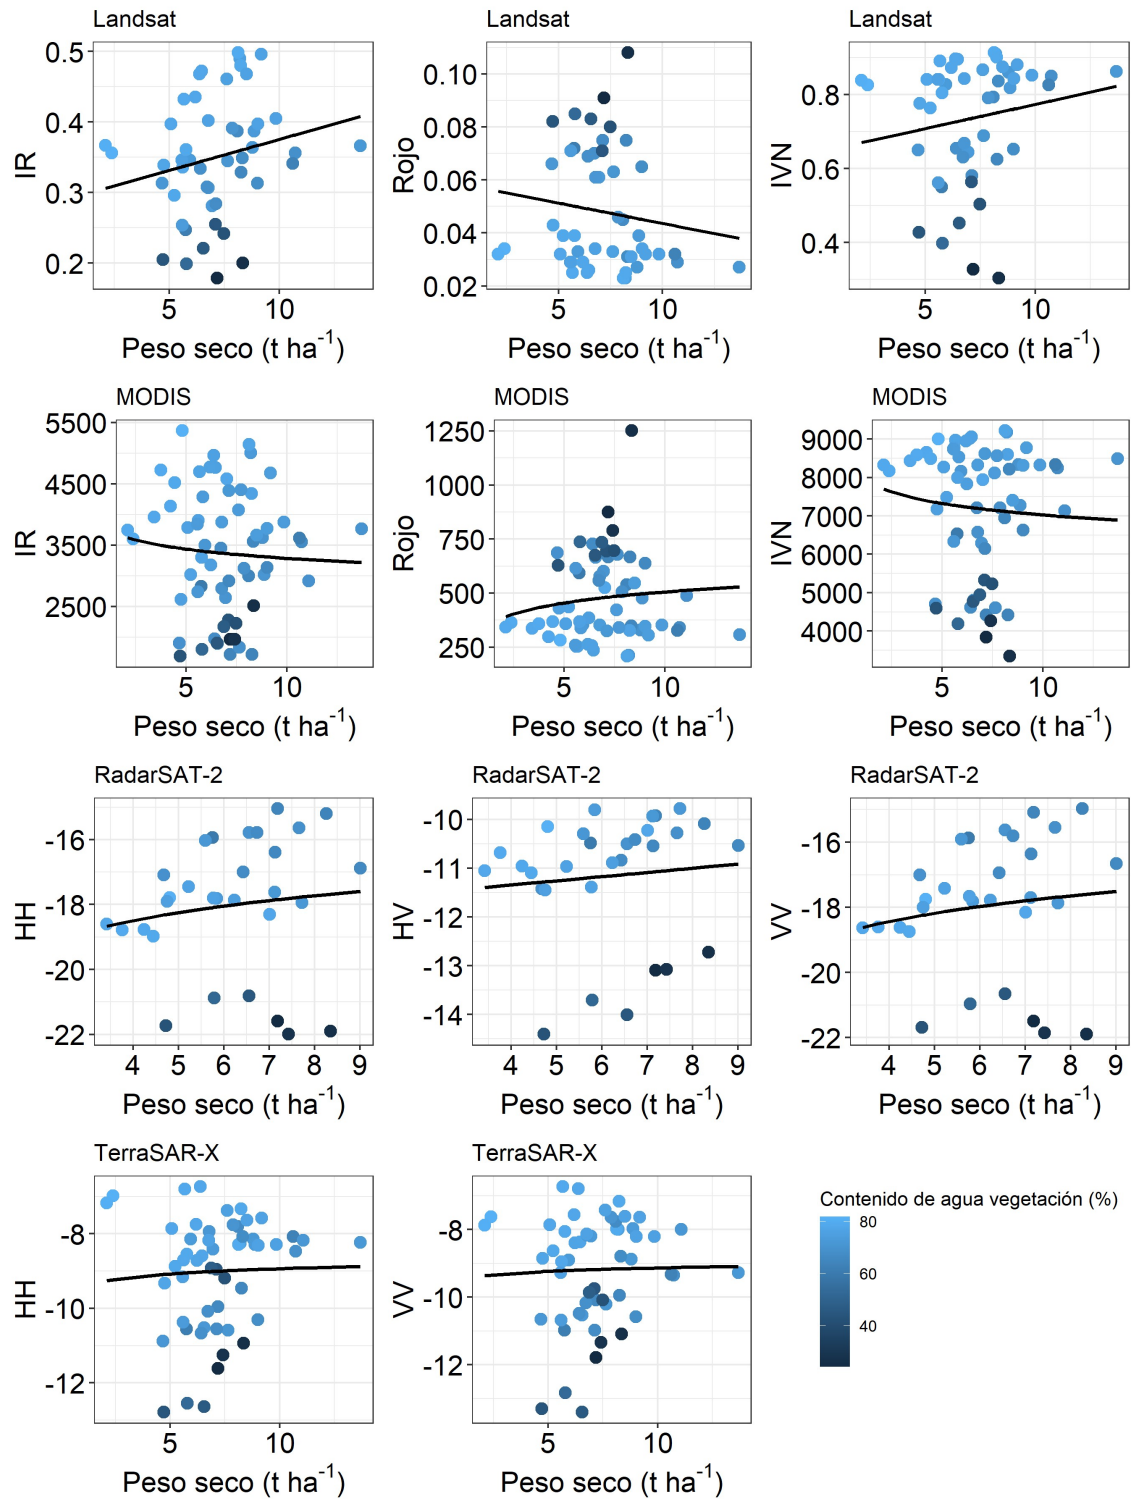 Landsat
Landsat
Landsat
0.5
0.4
0.3
0.2
IR
5
10
Peso seco (t ha⁻¹)
0.10
0.08
0.06
0.04
0.02
Rojo
5
10
Peso seco (t ha⁻¹)
0.8
0.6
0.4
IVN
5
10
Peso seco (t ha⁻¹)
MODIS
MODIS
MODIS
5500
4500
3500
2500
IR
5
10
Peso seco (t ha⁻¹)
1250
1000
750
500
250
Rojo
5
10
Peso seco (t ha⁻¹)
9000
8000
7000
6000
5000
4000
IVN
5
10
Peso seco (t ha⁻¹)
RadarSAT-2
RadarSAT-2
RadarSAT-2
-16
-18
-20
-22
HH
4 5 6 7 8 9
Peso seco (t ha⁻¹)
-10
-11
-12
-13
-14
HV
4 5 6 7 8 9
Peso seco (t ha⁻¹)
-16
-18
-20
-22
VV
4 5 6 7 8 9
Peso seco (t ha⁻¹)
TerraSAR-X
TerraSAR-X
-8
-10
-12
HH
5
10
Peso seco (t ha⁻¹)
-8
-10
-12
VV
5
10
Peso seco (t ha⁻¹)
Contenido de agua vegetación (%)
80
60
40